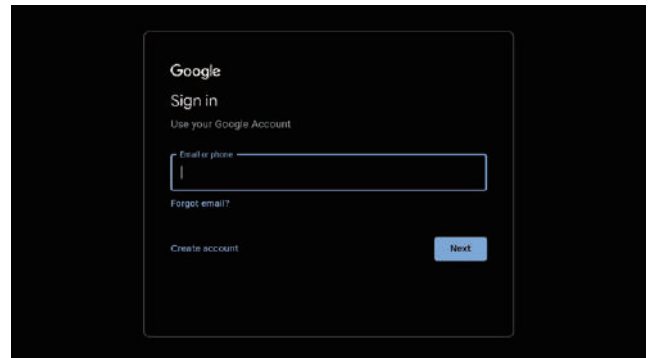 Google
Sign in
Use your Google Account
Email or phone
Forgot email?
Create account
Next